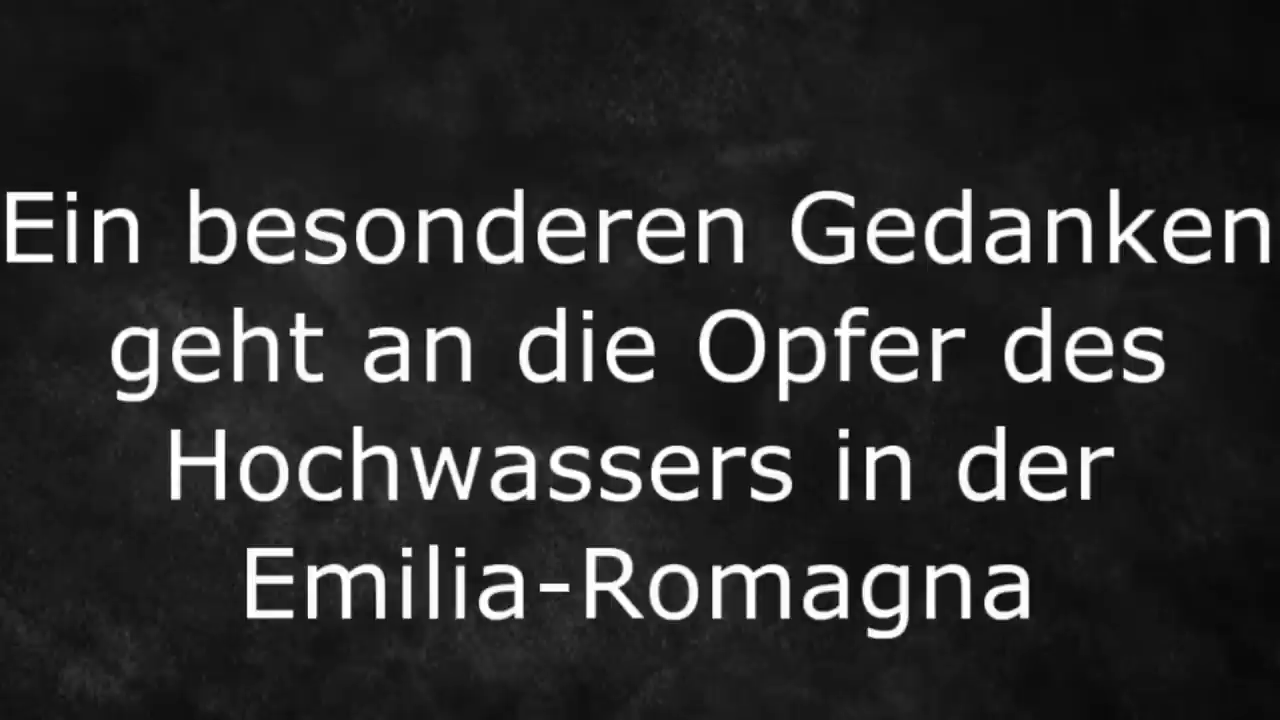 Ein besonderen Gedanken
geht an die Opfer des
Hochwassers in der
Emilia-Romagna